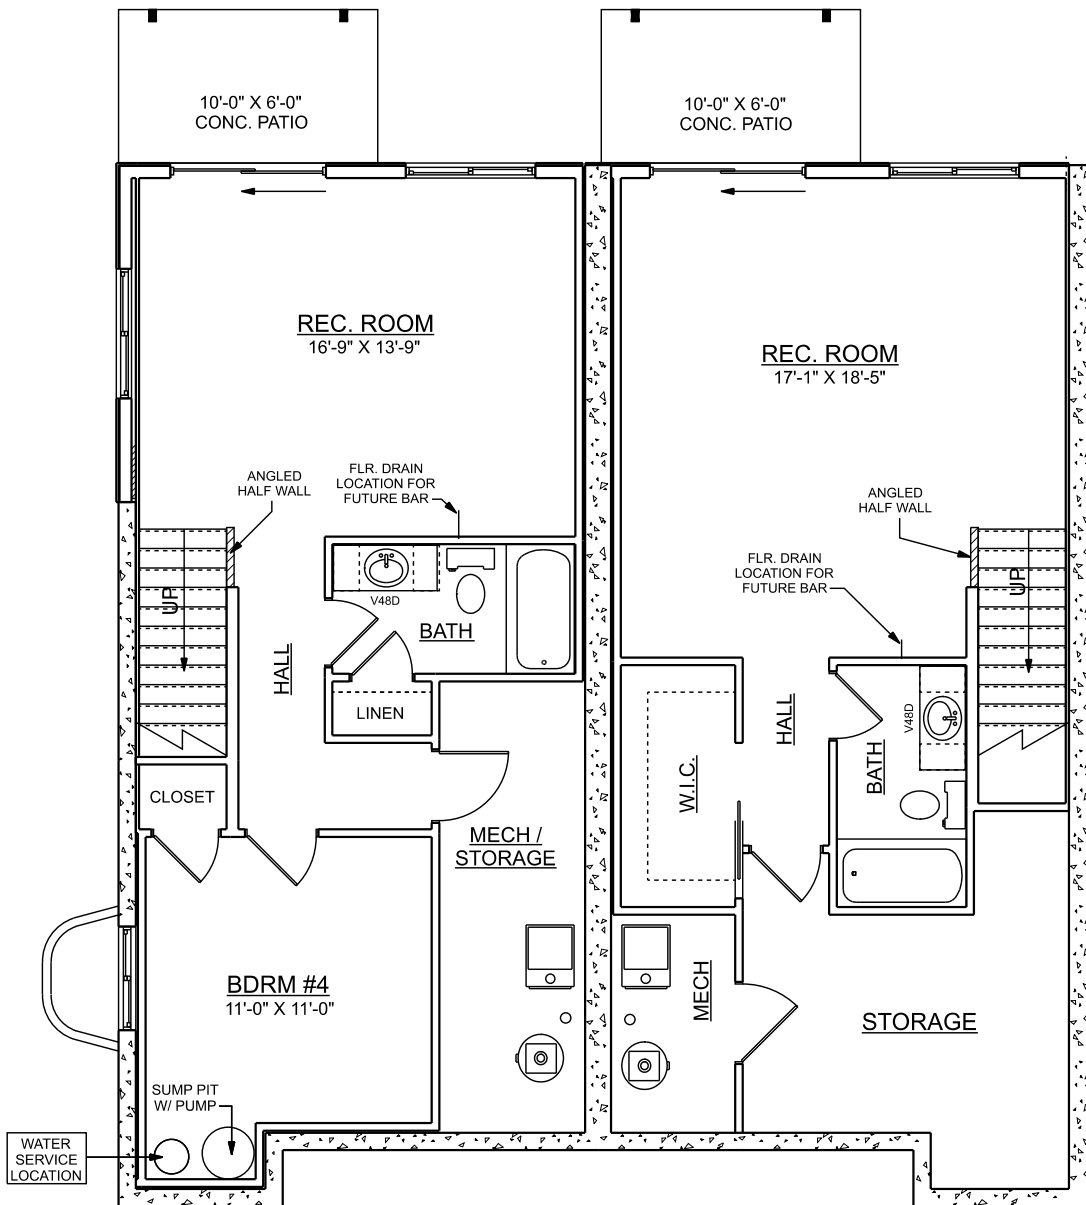 10'-0" X 6'-0"
CONC. PATIO
10'-0" X 6'-0"
CONC. PATIO
REC. ROOM
16'-9" X 13'-9"
REC. ROOM
17'-1" X 18'-5"
ANGLED
HALF WALL
FLR. DRAIN
LOCATION FOR
FUTURE BAR
ANGLED
HALF WALL
FLR. DRAIN
LOCATION FOR
FUTURE BAR
UP
UP
V48D
BATH
HALL
LINEN
HALL
V48D
BATH
W.I.C.
CLOSET
MECH /
STORAGE
BDRM #4
11'-0" X 11'-0"
MECH
STORAGE
SUMP PIT
W/ PUMP
WATER
SERVICE
LOCATION